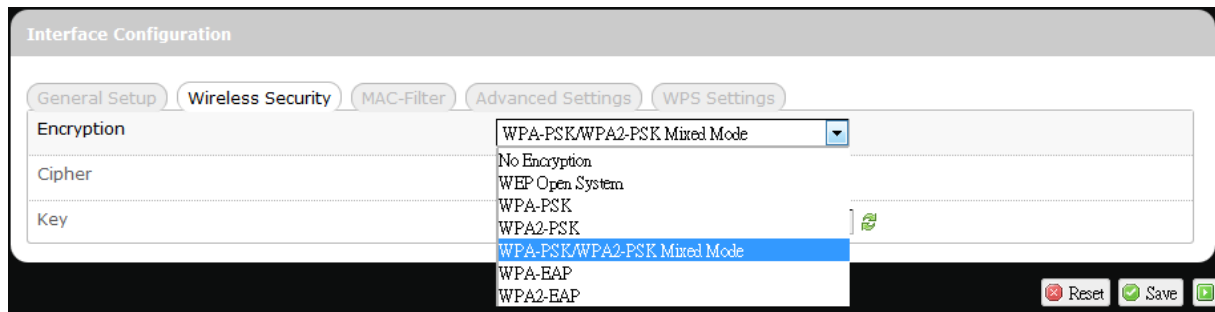 Interface Configuration
General Setup Wireless Security MAC-Filter Advanced Settings WPS Settings
Encryption WPA-PSK/WPA2-PSK Mixed Mode
No Encryption
Cipher
WEP Open System
WPA-PSK
Key
WPA2-PSK
WPA-PSK/WPA2-PSK Mixed Mode
WPA-EAP
WPA2-EAP
Reset Save